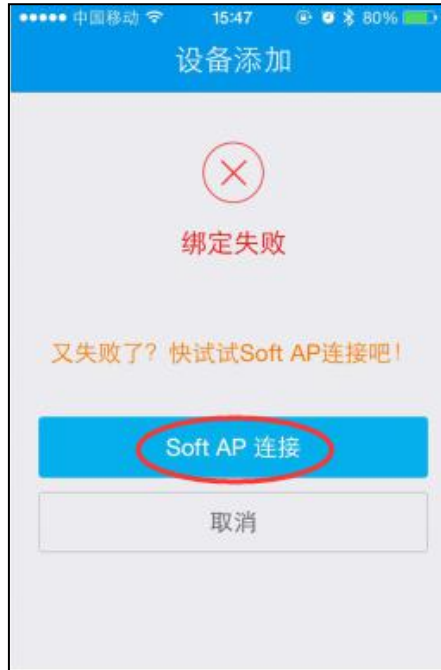 中国移动 15:47 80%
设备添加
绑定失败
又失败了？快试试Soft AP连接吧！
Soft AP 连接
取消